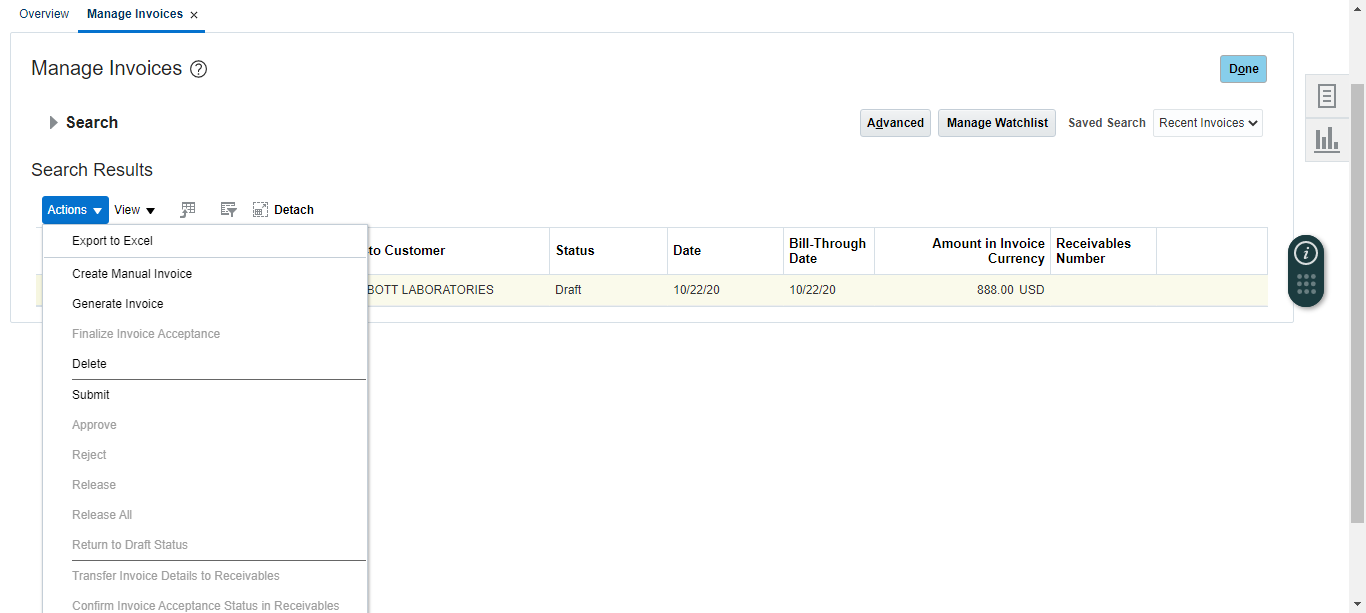 Overview
Manage Invoices ×
Manage Invoices ?
Done
Search
Advanced
Manage Watchlist
Saved Search
Recent Invoices
Search Results
Actions
View
Detach
to Customer
Status
Date
Bill-Through
Date
Amount in Invoice
Currency
Receivables
Number
BOTT LABORATORIES
Draft
10/22/20
10/22/20
888.00 USD
Export to Excel
Create Manual Invoice
Generate Invoice
Finalize Invoice Acceptance
Delete
Submit
Approve
Reject
Release
Release All
Return to Draft Status
Transfer Invoice Details to Receivables
Confirm Invoice Acceptance Status in Receivables
i